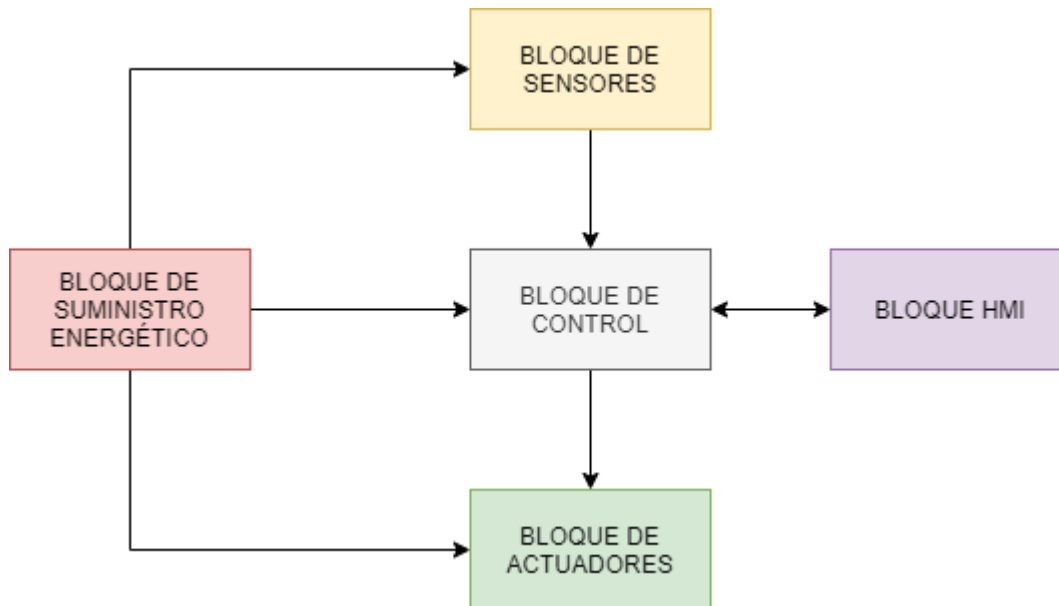 BLOQUE DE
SENSORES
BLOQUE DE
SUMINISTRO
ENERGÉTICO
BLOQUE DE
CONTROL
BLOQUE HMI
BLOQUE DE
ACTUADORES